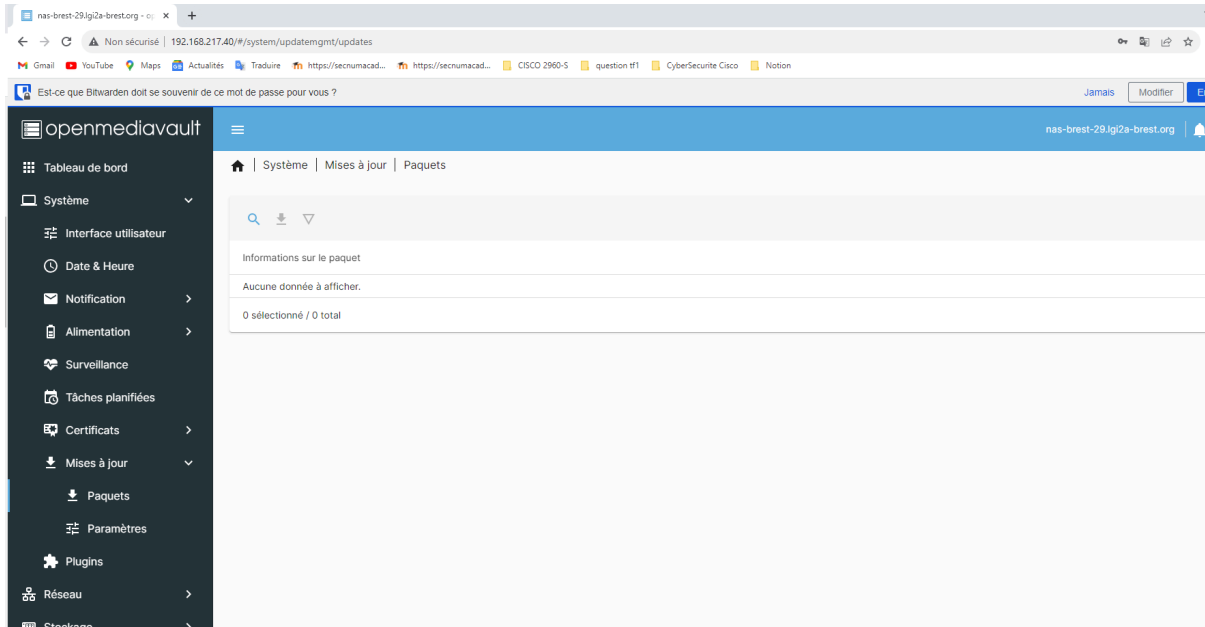 nas-brest-29.lgi2a-brest.org - op
Non sécurisé | 192.168.217.40/#/system/updatemgmt/updates
Gmail YouTube Maps Actualités Traduire https://secnumacad... https://secnumacad... CISCO 2960-S question tf1 CyberSecurite Cisco Notion
Est-ce que Bitwarden doit se souvenir de ce mot de passe pour vous ? Jamais Modifier
openmediavault
nas-brest-29.lgi2a-brest.org
Système | Mises à jour | Paquets
Tableau de bord
Système
Interface utilisateur
Date & Heure
Notification
Alimentation
Surveillance
Tâches planifiées
Certificats
Mises à jour
Paquets
Paramètres
Plugins
Réseau
Stockage
Informations sur le paquet
Aucune donnée à afficher.
0 sélectionné / 0 total